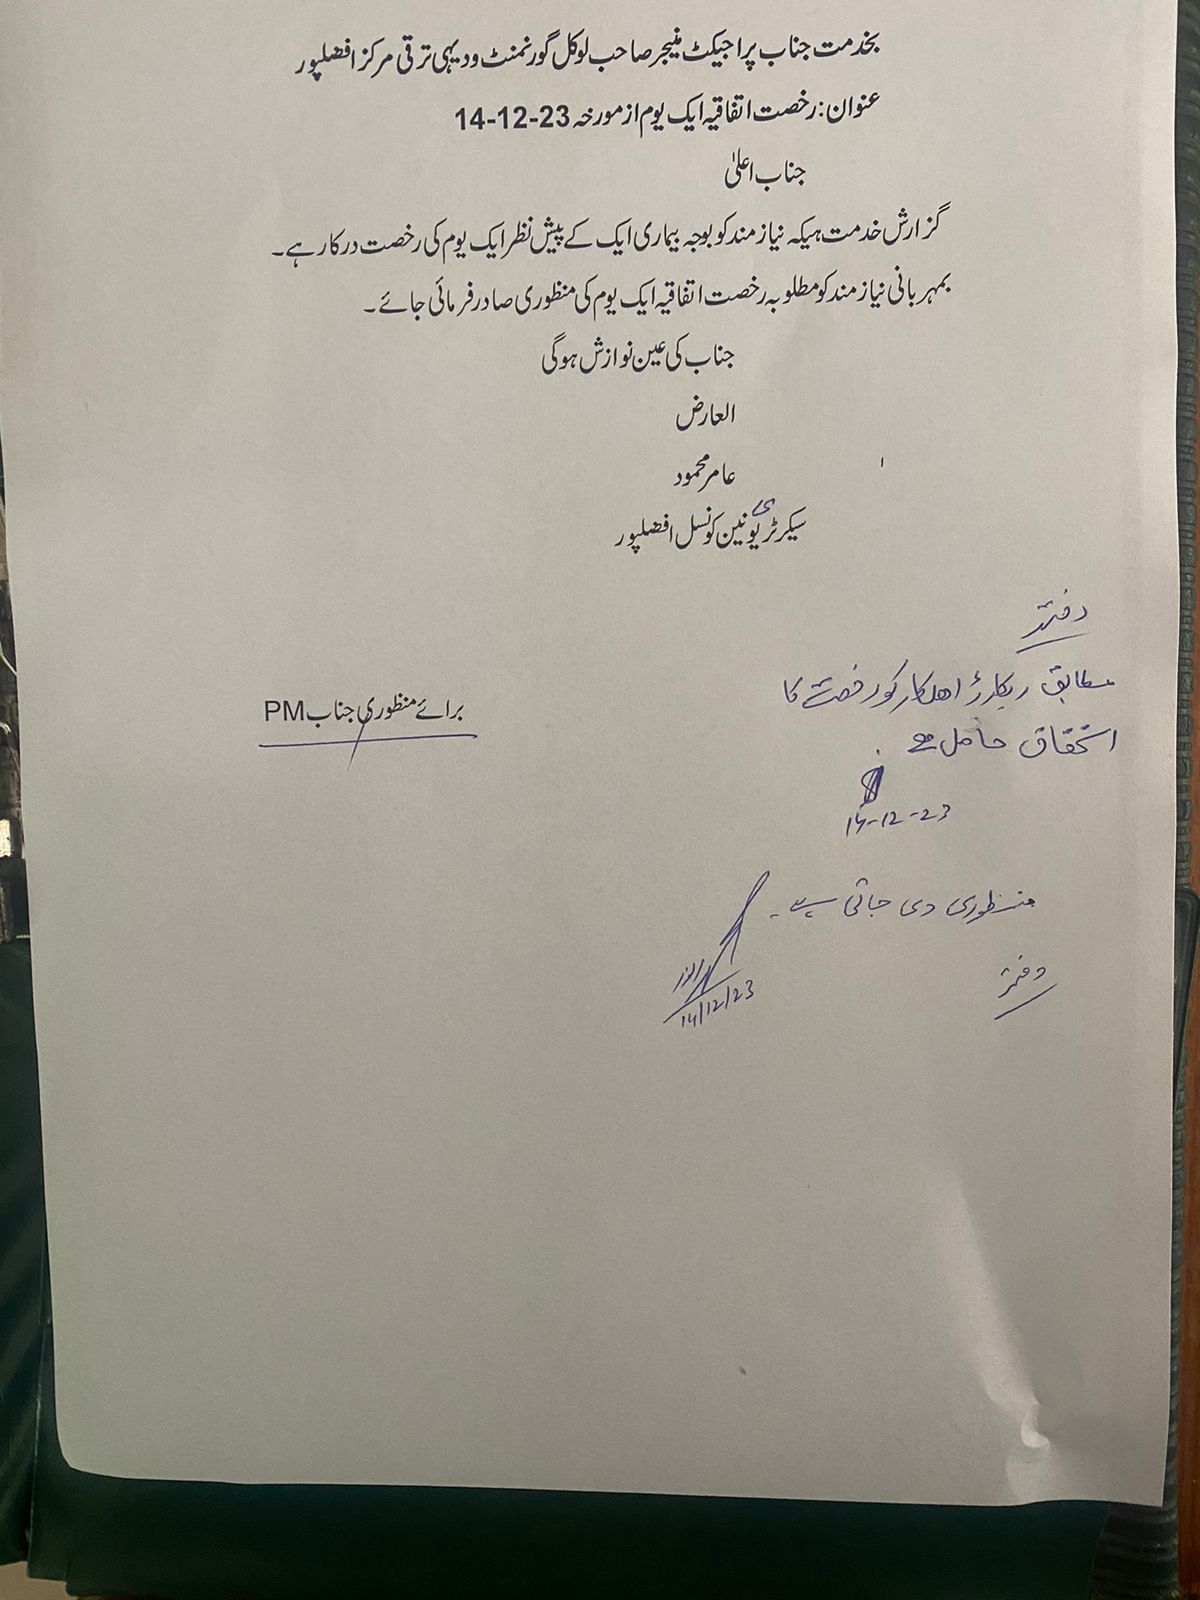 بخدمت جناب پراجیکٹ منیجر صاحب لوکل گورنمنٹ ودیہی ترقی مرکز افضلپور
عنوان: رخصت اتفاقیہ ایک یوم از مورخہ 14-12-23
جناب اعلیٰ
گزارش خدمت ہیکہ نیاز مند کو بوجہ بیماری ایک کے پیش نظر ایک یوم کی رخصت درکار ہے۔
بمہربانی نیاز مند کو مطلوبہ رخصت اتفاقیہ ایک یوم کی منظوری صادر فرمائی جائے۔
جناب کی عین نوازش ہوگی
العارض
عامر محمود
سیکرٹری یونین کونسل افضلپور
دفتر
مطابق ریکارڈ اہلکار کو رخصت کا
استحقاق حاصل ہے
14-12-23
برائے منظوری جناب PM
منظوری دی جاتی ہے۔
14/12/23
دفتر